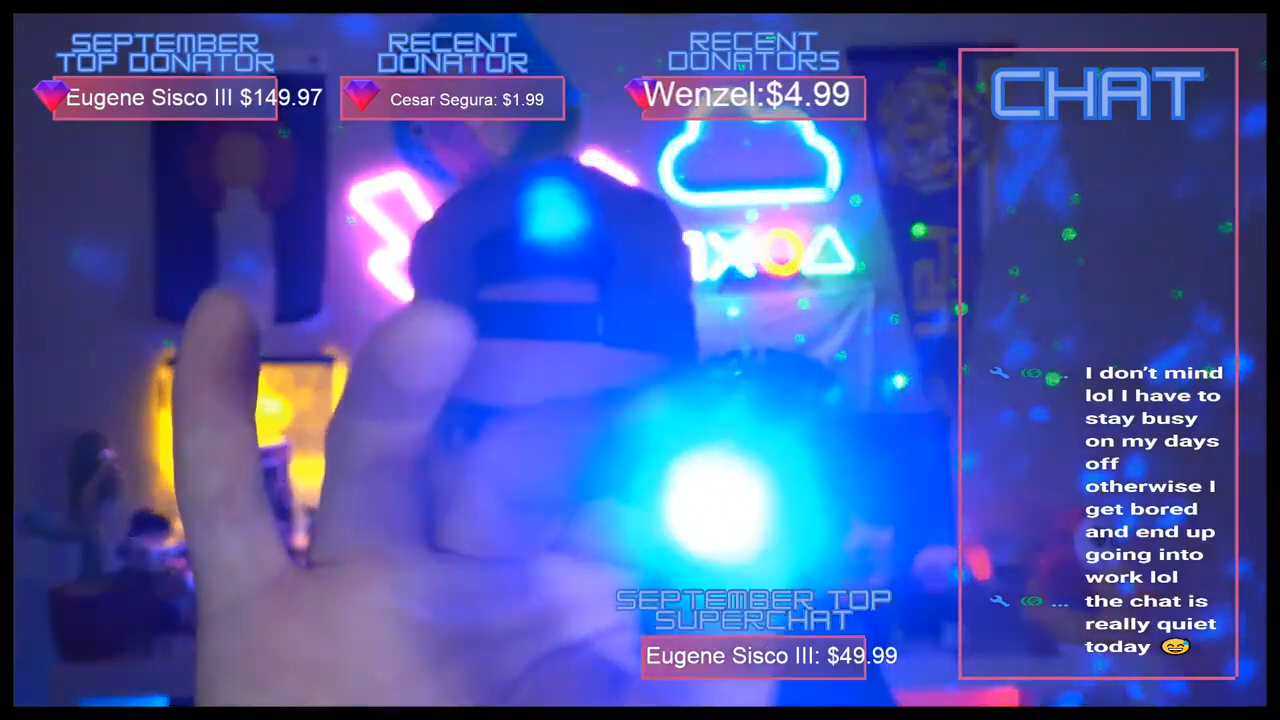 SEPTEMBER
TOP DONATOR
Eugene Sisco III $149.97
RECENT
DONATOR
Cesar Segura: $1.99
RECENT
DONATORS
Wenzel:$4.99
CHAT
I don't mind
lol I have to
stay busy
on my days
off
otherwise I
get bored
and end up
going into
work lol
the chat is
really quiet
today 😅
SEPTEMBER TOP
SUPERCHAT
Eugene Sisco III: $49.99